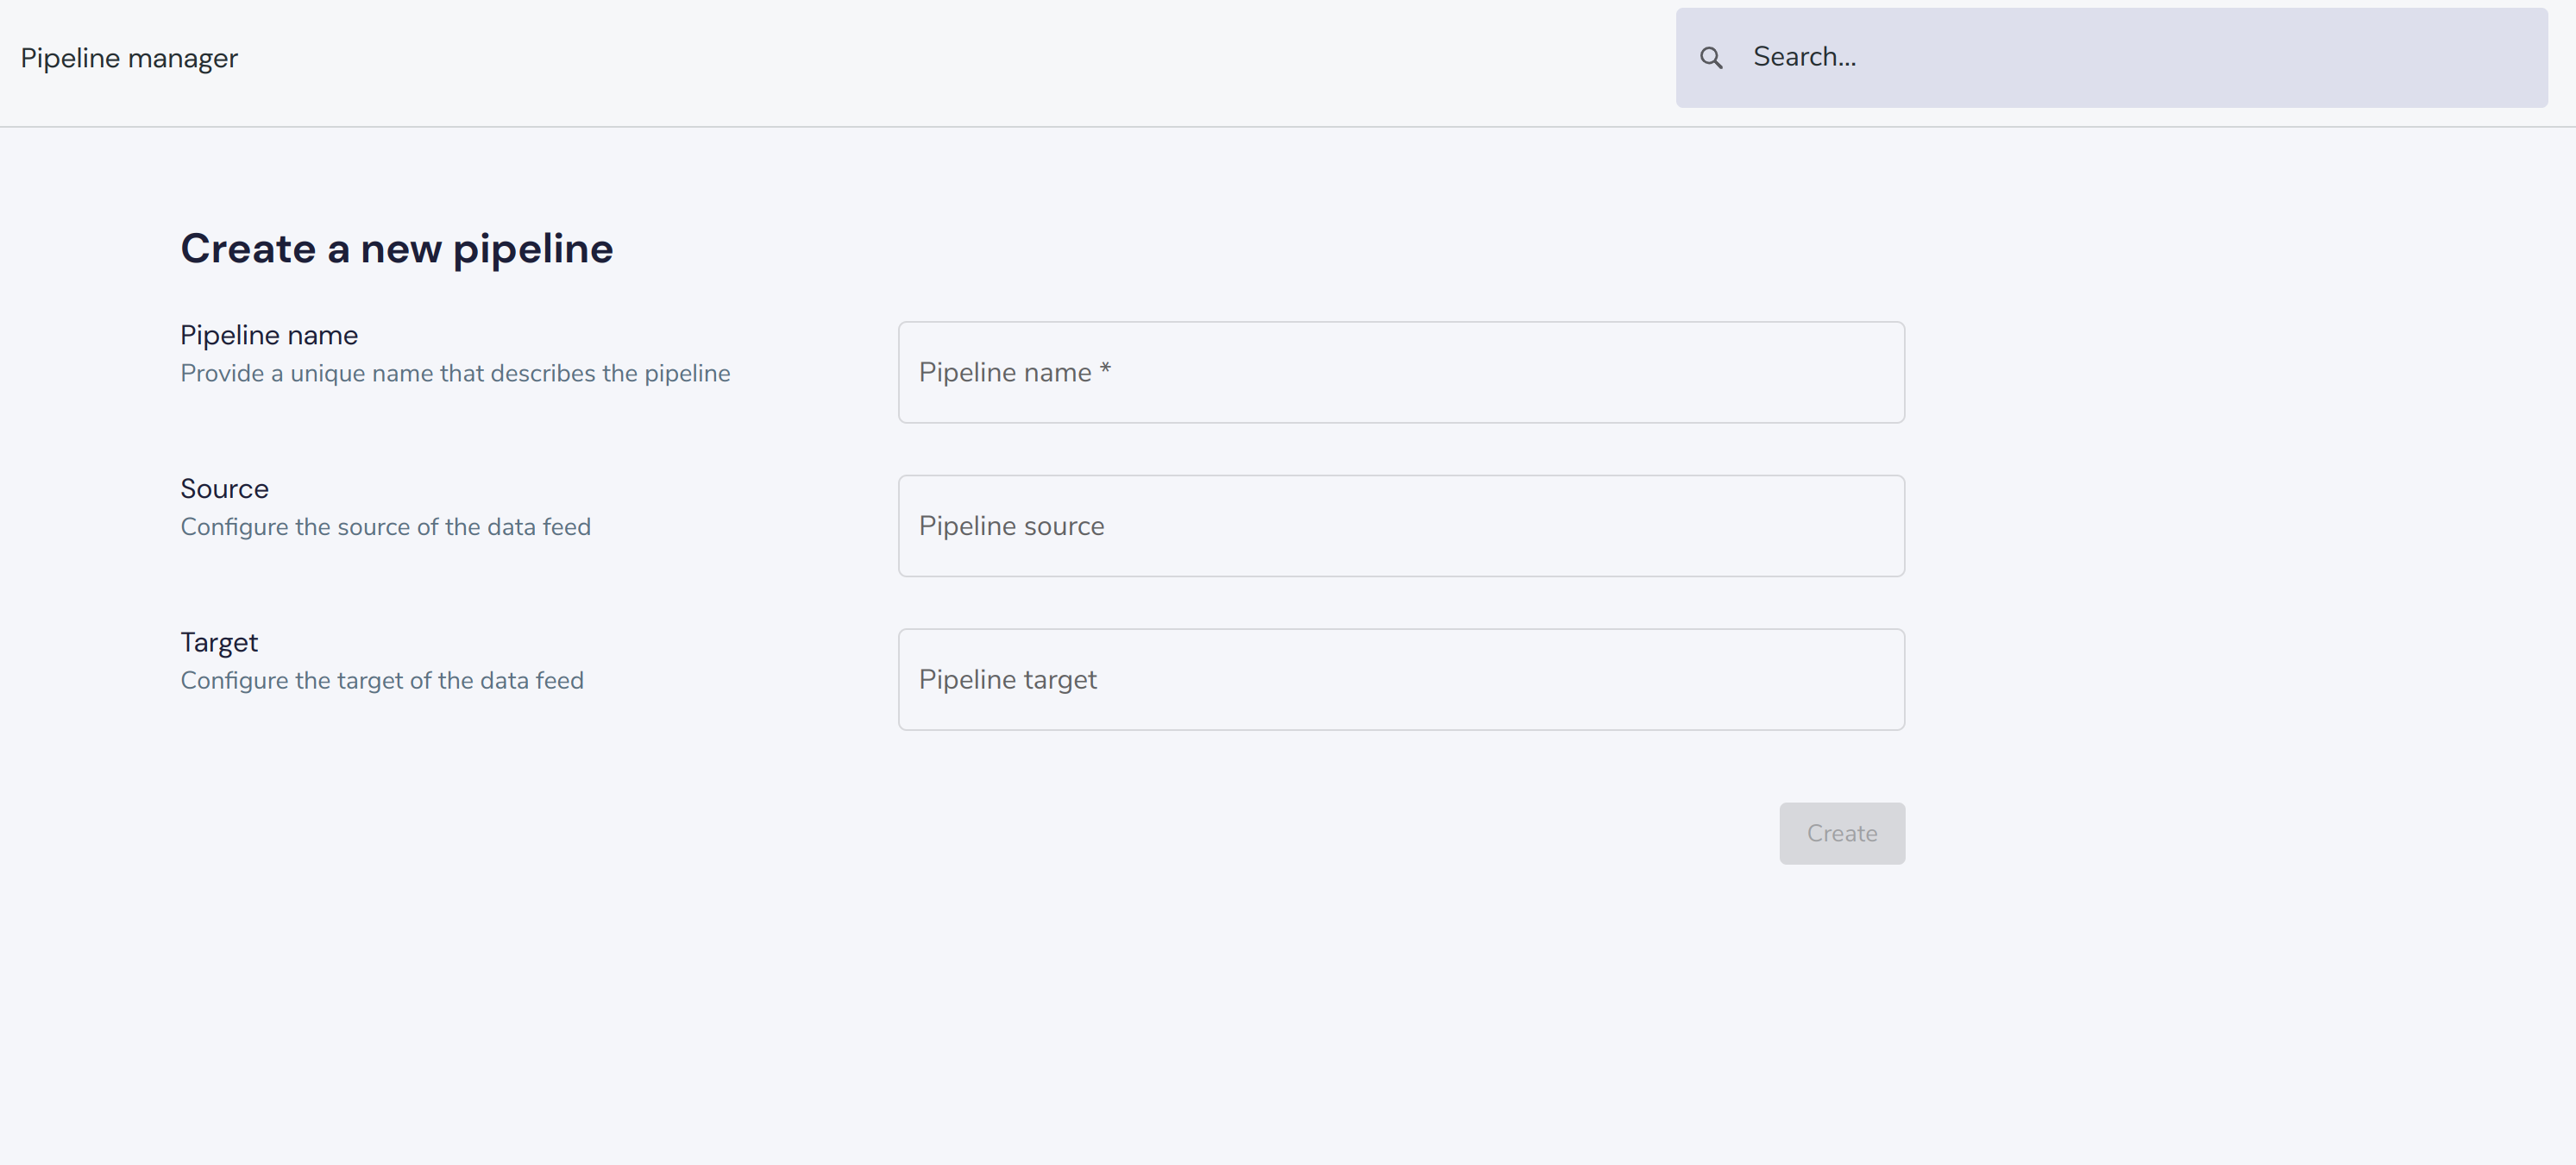 Pipeline manager
Search...
Create a new pipeline
Pipeline name
Provide a unique name that describes the pipeline
Pipeline name *
Source
Configure the source of the data feed
Pipeline source
Target
Configure the target of the data feed
Pipeline target
Create